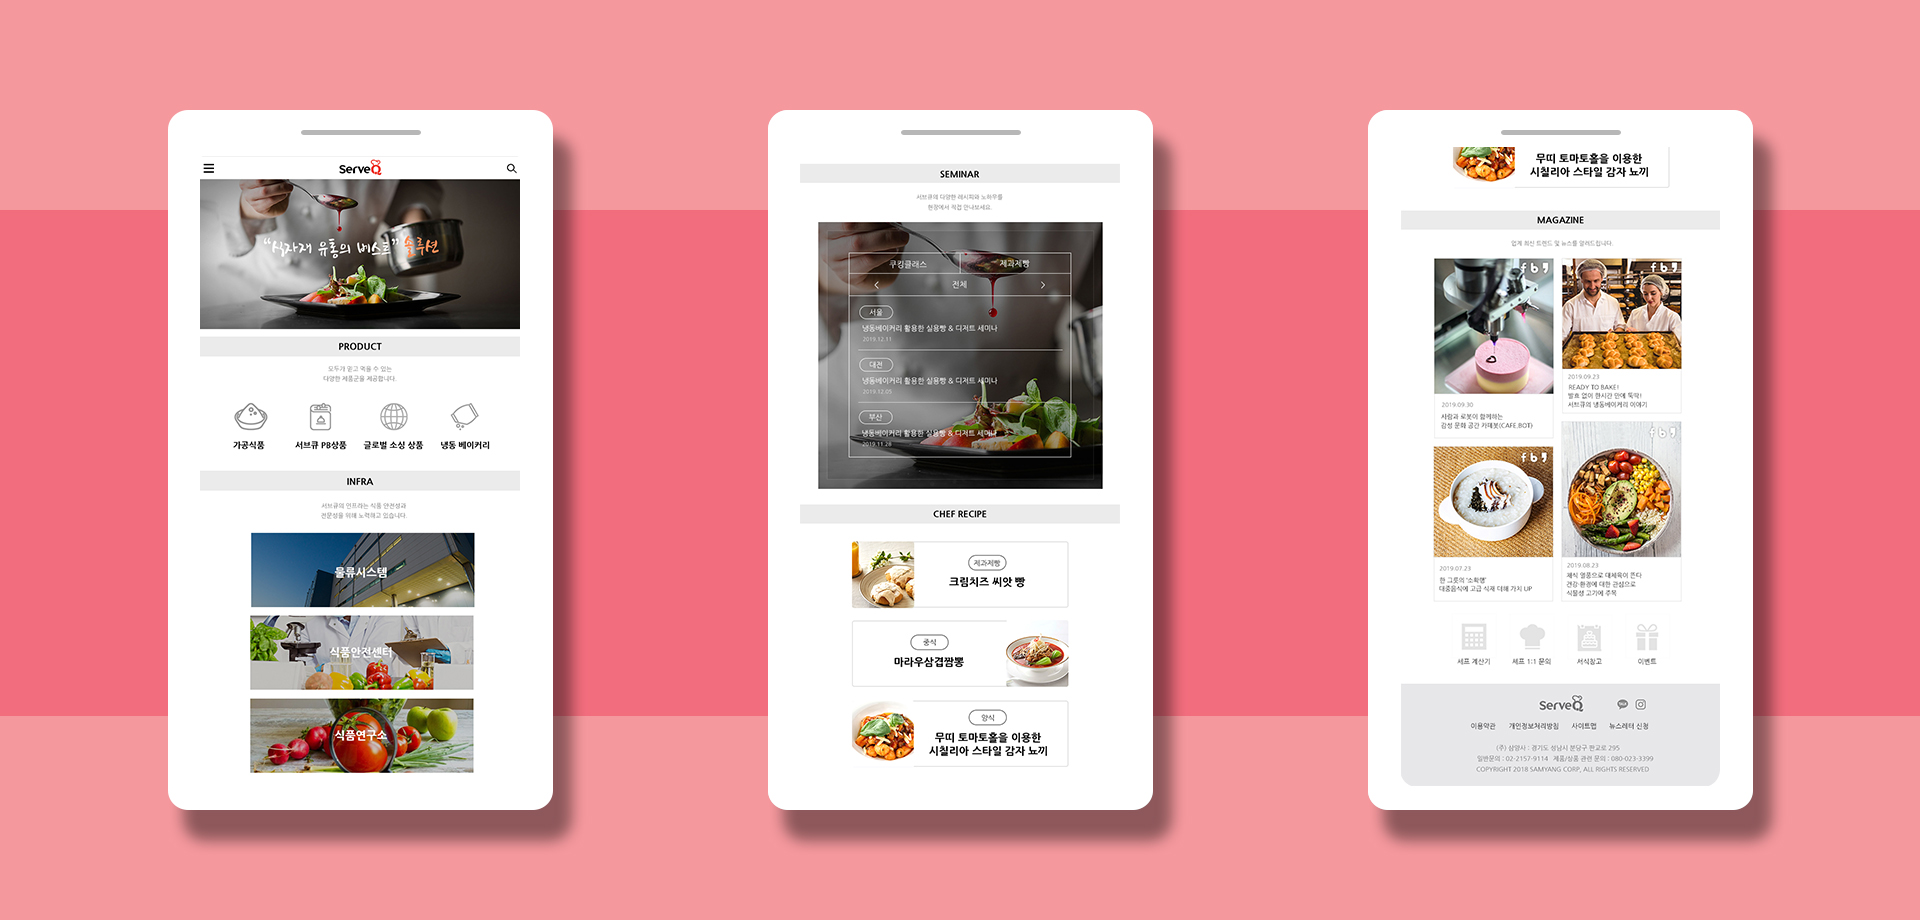 ServeQ
“식자재 유통의 베스트” 솔루션
PRODUCT
모두가 믿고 먹을 수 있는
다양한 제품군을 제공합니다.
가공식품
서브큐 PB상품
글로벌 소싱 상품
냉동 베이커리
INFRA
서브큐의 인프라는 식품 안전성과
전문성을 위해 노력하고 있습니다.
물류시스템
식품안전센터
식품연구소
SEMINAR
서브큐의 다양한 레시피와 노하우를
현장에서 직접 만나보세요.
쿠킹클래스
제과제빵
전체
서울
냉동베이커리 활용한 실용빵 & 디저트 세미나
2019.12.11
대전
냉동베이커리 활용한 실용빵 & 디저트 세미나
2019.12.05
부산
냉동베이커리 활용한 실용빵 & 디저트 세미나
2019.11.28
CHEF RECIPE
제과제빵
크림치즈 씨앗 빵
중식
마라우삼겹짬뽕
양식
무띠 토마토홀을 이용한
시칠리아 스타일 감자 뇨끼
무띠 토마토홀을 이용한
시칠리아 스타일 감자 뇨끼
MAGAZINE
업계 최신 트렌드 및 뉴스를 알려드립니다.
fb
fb
2019.09.30
사람과 로봇이 함께하는
감성 문화 공간 카페봇(CAFE.BOT)
2019.09.23
READY TO BAKE!
발효 없이 한시간 만에 뚝딱!
서브큐의 냉동베이커리 이야기
fb
fb
2019.07.23
한 그릇의 '소확행'
대중음식에 고급 식재 더해 가치 UP
2019.08.23
채식 열풍으로 대체육이 뜬다
건강·환경에 대한 관심으로
식물성 고기에 주목
셰프 계산기
셰프 1:1 문의
서식창고
이벤트
ServeQ
이용약관
개인정보처리방침
사이트맵
뉴스레터 신청
(주) 삼양사 : 경기도 성남시 분당구 판교로 295
일반문의 : 02-2157-9114 제품/상품 관련 문의 : 080-023-3399
COPYRIGHT 2018 SAMYANG CORP, ALL RIGHTS RESERVED